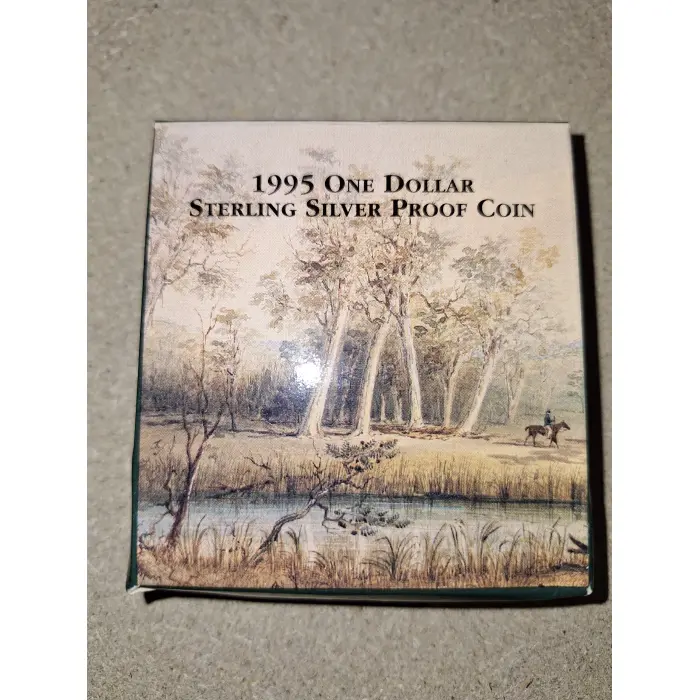 1995 One Dollar
Sterling Silver Proof Coin